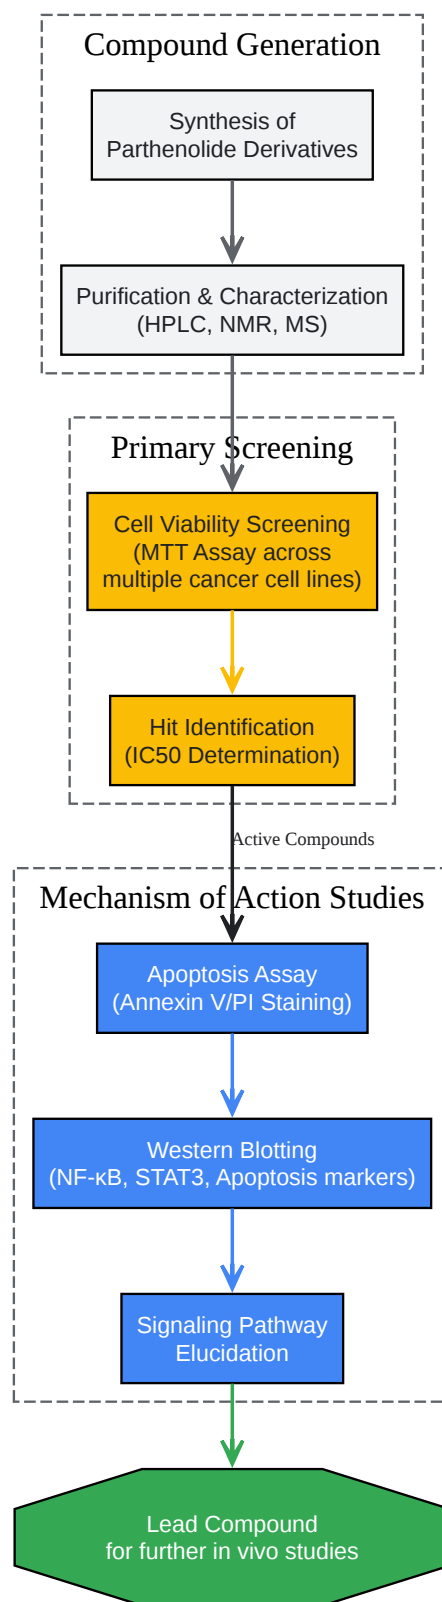 Compound Generation
Synthesis of
Parthenolide Derivatives
Purification & Characterization
(HPLC, NMR, MS)
Primary Screening
Cell Viability Screening
(MTT Assay across
multiple cancer cell lines)
Hit Identification
(IC50 Determination)
Active Compounds
Mechanism of Action Studies
Apoptosis Assay
(Annexin V/PI Staining)
Western Blotting
(NF-κB, STAT3, Apoptosis markers)
Signaling Pathway
Elucidation
Lead Compound
for further in vivo studies